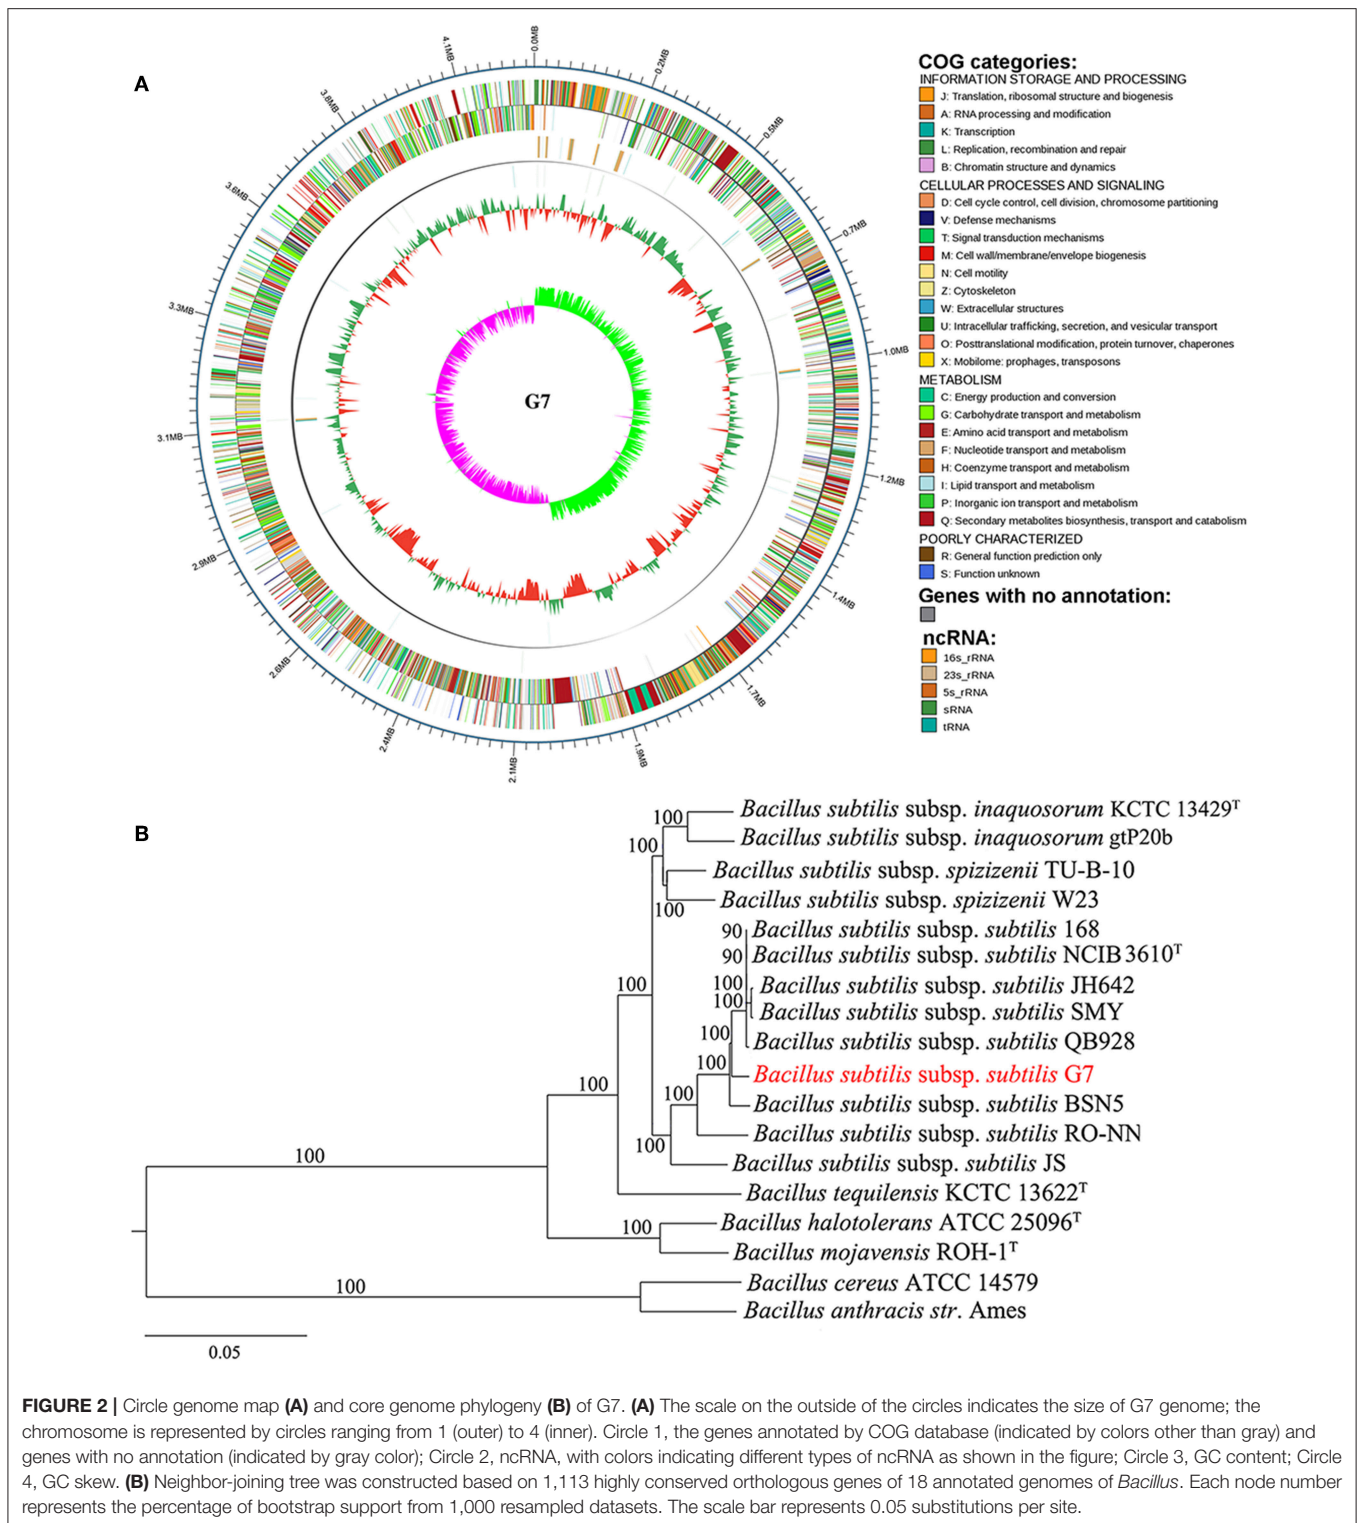 A
0.0MB
0.2MB
0.5MB
0.7MB
1.0MB
1.2MB
1.4MB
1.7MB
1.9MB
2.1MB
2.4MB
2.6MB
2.9MB
3.1MB
3.3MB
3.6MB
3.8MB
4.1MB
G7
COG categories:
INFORMATION STORAGE AND PROCESSING
J: Translation, ribosomal structure and biogenesis
A: RNA processing and modification
K: Transcription
L: Replication, recombination and repair
B: Chromatin structure and dynamics
CELLULAR PROCESSES AND SIGNALING
D: Cell cycle control, cell division, chromosome partitioning
V: Defense mechanisms
T: Signal transduction mechanisms
M: Cell wall/membrane/envelope biogenesis
N: Cell motility
Z: Cytoskeleton
W: Extracellular structures
U: Intracellular trafficking, secretion, and vesicular transport
O: Posttranslational modification, protein turnover, chaperones
X: Mobilome: prophages, transposons
METABOLISM
C: Energy production and conversion
G: Carbohydrate transport and metabolism
E: Amino acid transport and metabolism
F: Nucleotide transport and metabolism
H: Coenzyme transport and metabolism
I: Lipid transport and metabolism
P: Inorganic ion transport and metabolism
Q: Secondary metabolites biosynthesis, transport and catabolism
POORLY CHARACTERIZED
R: General function prediction only
S: Function unknown
Genes with no annotation:
ncRNA:
16s_rRNA
23s_rRNA
5s_rRNA
sRNA
tRNA
B
100 Bacillus subtilis subsp. inaquosorum KCTC 13429ᵀ
Bacillus subtilis subsp. inaquosorum gtP20b
100
Bacillus subtilis subsp. spizizenii TU-B-10
Bacillus subtilis subsp. spizizenii W23
100
90 Bacillus subtilis subsp. subtilis 168
90 Bacillus subtilis subsp. subtilis NCIB 3610ᵀ
100 100 Bacillus subtilis subsp. subtilis JH642
100 Bacillus subtilis subsp. subtilis SMY
100 Bacillus subtilis subsp. subtilis QB928
100 Bacillus subtilis subsp. subtilis G7
100 Bacillus subtilis subsp. subtilis BSN5
Bacillus subtilis subsp. subtilis RO-NN
100
Bacillus subtilis subsp. subtilis JS
100
100
Bacillus tequilensis KCTC 13622ᵀ
100 Bacillus halotolerans ATCC 25096ᵀ
Bacillus mojavensis ROH-1ᵀ
100 Bacillus cereus ATCC 14579
Bacillus anthracis str. Ames
0.05
FIGURE 2 | Circle genome map (A) and core genome phylogeny (B) of G7. (A) The scale on the outside of the circles indicates the size of G7 genome; the
chromosome is represented by circles ranging from 1 (outer) to 4 (inner). Circle 1, the genes annotated by COG database (indicated by colors other than gray) and
genes with no annotation (indicated by gray color); Circle 2, ncRNA, with colors indicating different types of ncRNA as shown in the figure; Circle 3, GC content; Circle
4, GC skew. (B) Neighbor-joining tree was constructed based on 1,113 highly conserved orthologous genes of 18 annotated genomes of Bacillus. Each node number
represents the percentage of bootstrap support from 1,000 resampled datasets. The scale bar represents 0.05 substitutions per site.